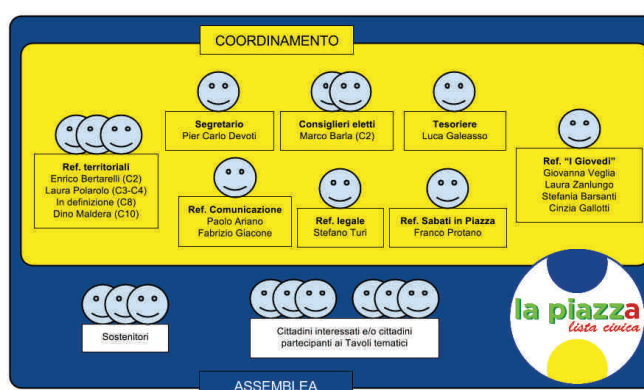 COORDINAMENTO
Segretario
Pier Carlo Devoti
Consiglieri eletti
Marco Barla (C2)
Tesoriere
Luca Galeasso
Ref. territoriali
Enrico Bertarelli (C2)
Laura Polarolo (C3-C4)
In definizione (C8)
Dino Maldera (C10)
Ref. "I Giovedì"
Giovanna Veglia
Laura Zanlungo
Stefania Barsanti
Cinzia Gallotti
Ref. Comunicazione
Paolo Ariano
Fabrizio Giacone
Ref. legale
Stefano Turi
Ref. Sabati in Piazza
Franco Protano
Sostenitori
Cittadini interessati e/o cittadini
partecipanti ai Tavoli tematici
la piazza
lista civica
ASSEMBLEA